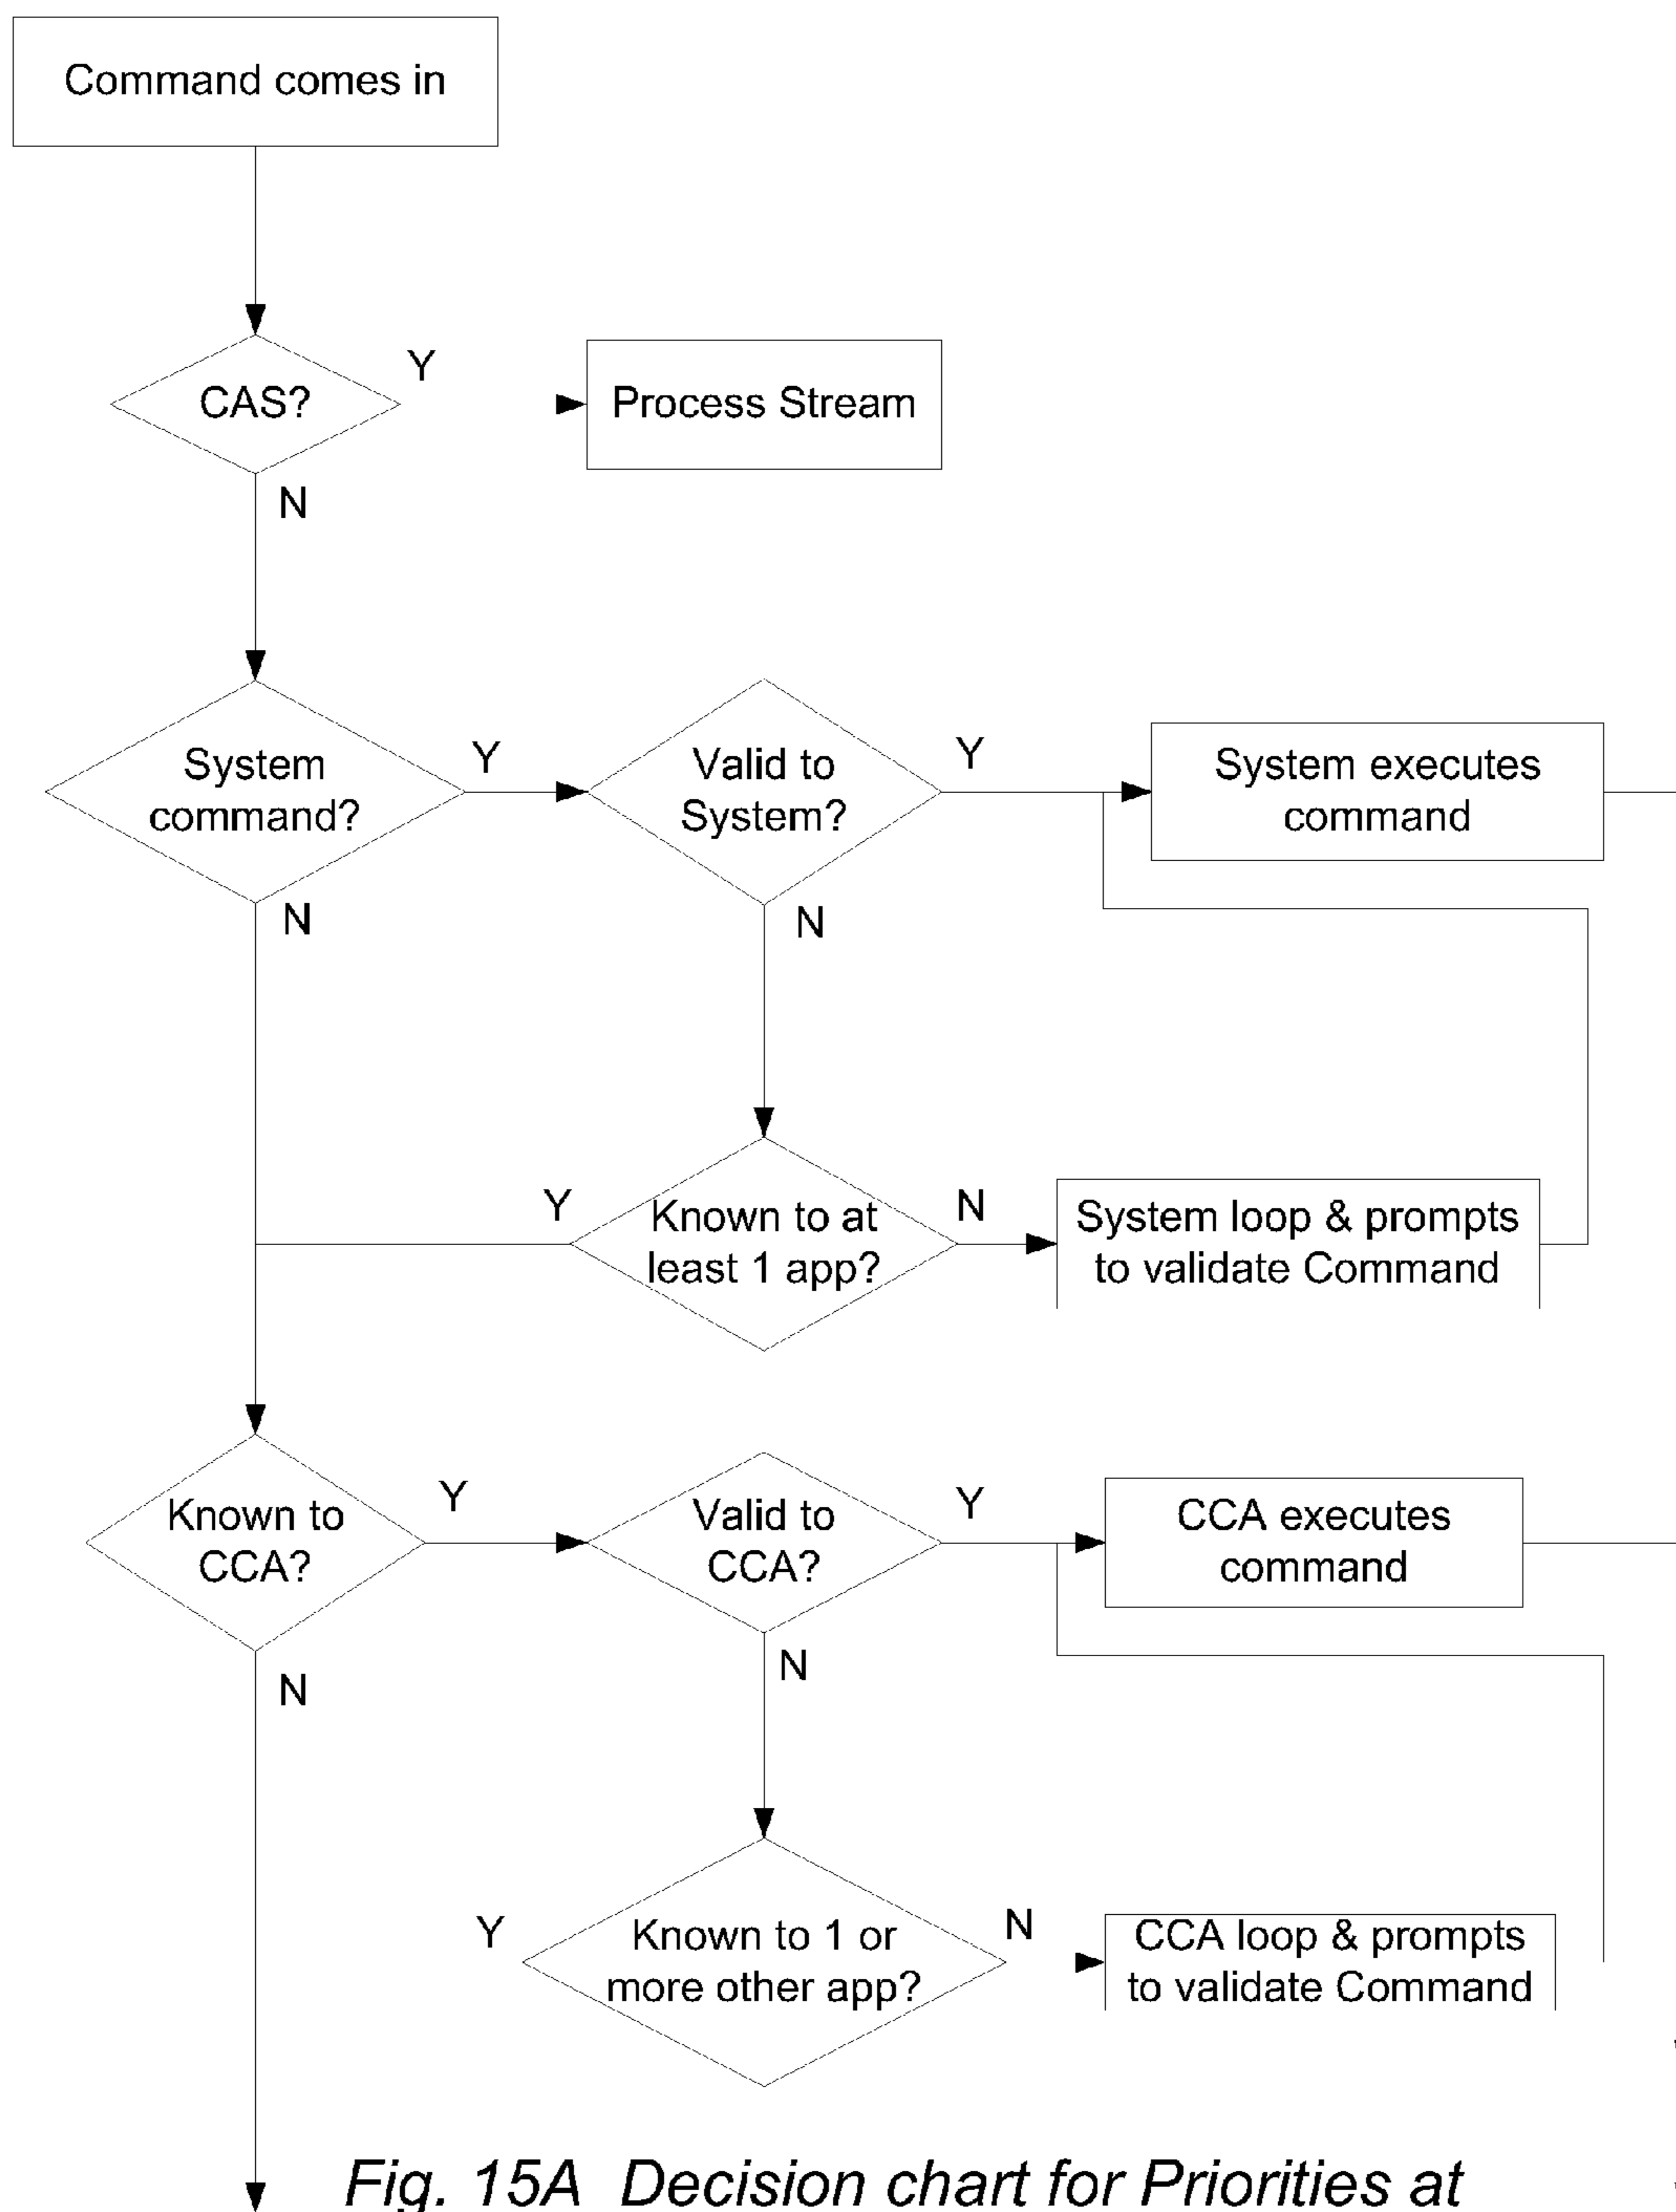 Command comes in
CAS?
Y
Process Stream
N
System
command?
Y
Valid to
System?
Y
System executes
command
N
N
Y
Known to at
least 1 app?
N
System loop & prompts
to validate Command
Known to
CCA?
Y
Valid to
CCA?
Y
CCA executes
command
N
N
Y
Known to 1 or
more other app?
N
CCA loop & prompts
to validate Command
Fig. 15A Decision chart for Priorities at